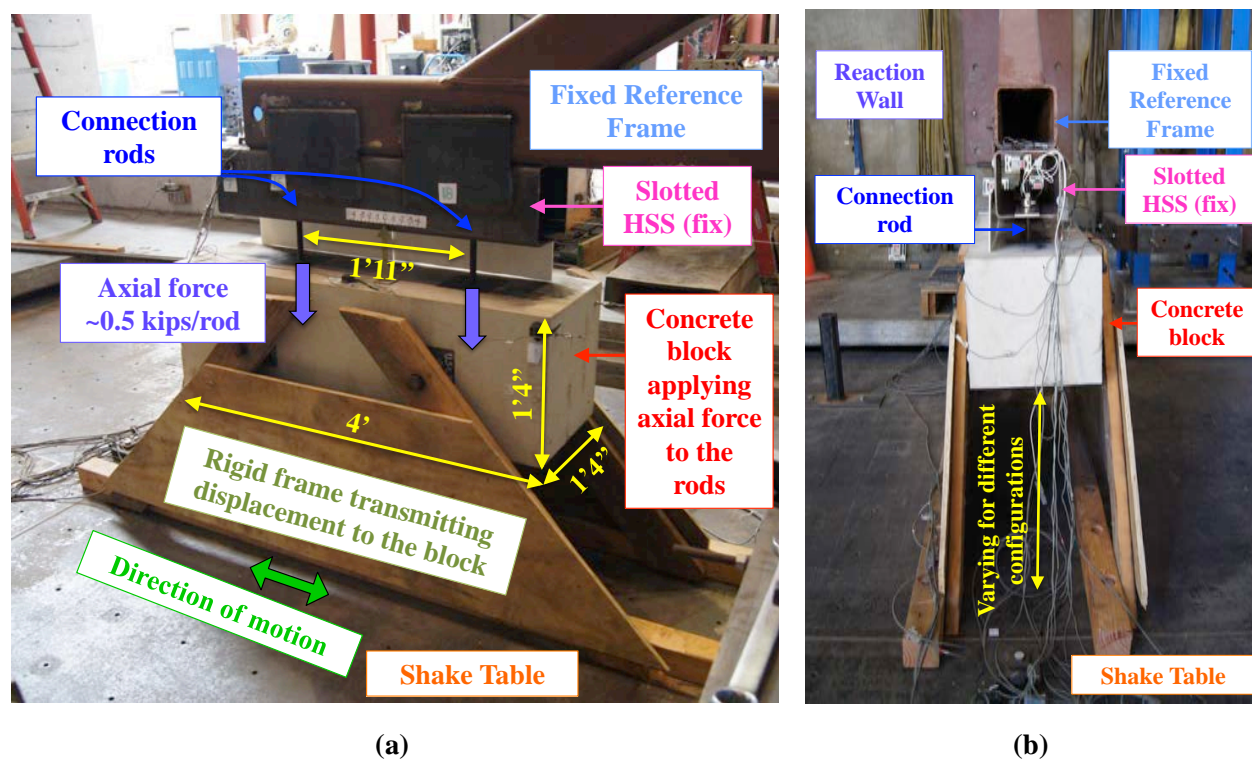 Connection
rods
Fixed Reference
Frame
Slotted
HSS (fix)
18
1’11”
Axial force
~0.5 kips/rod
Concrete
block
applying
axial force
to the
rods
1’4”
1’4”
4’
Rigid frame transmitting
displacement to the block
Direction of motion
Shake Table
(a)
Reaction
Wall
Fixed
Reference
Frame
Slotted
HSS (fix)
Connection
rod
Concrete
block
Varying for different
configurations
Shake Table
(b)